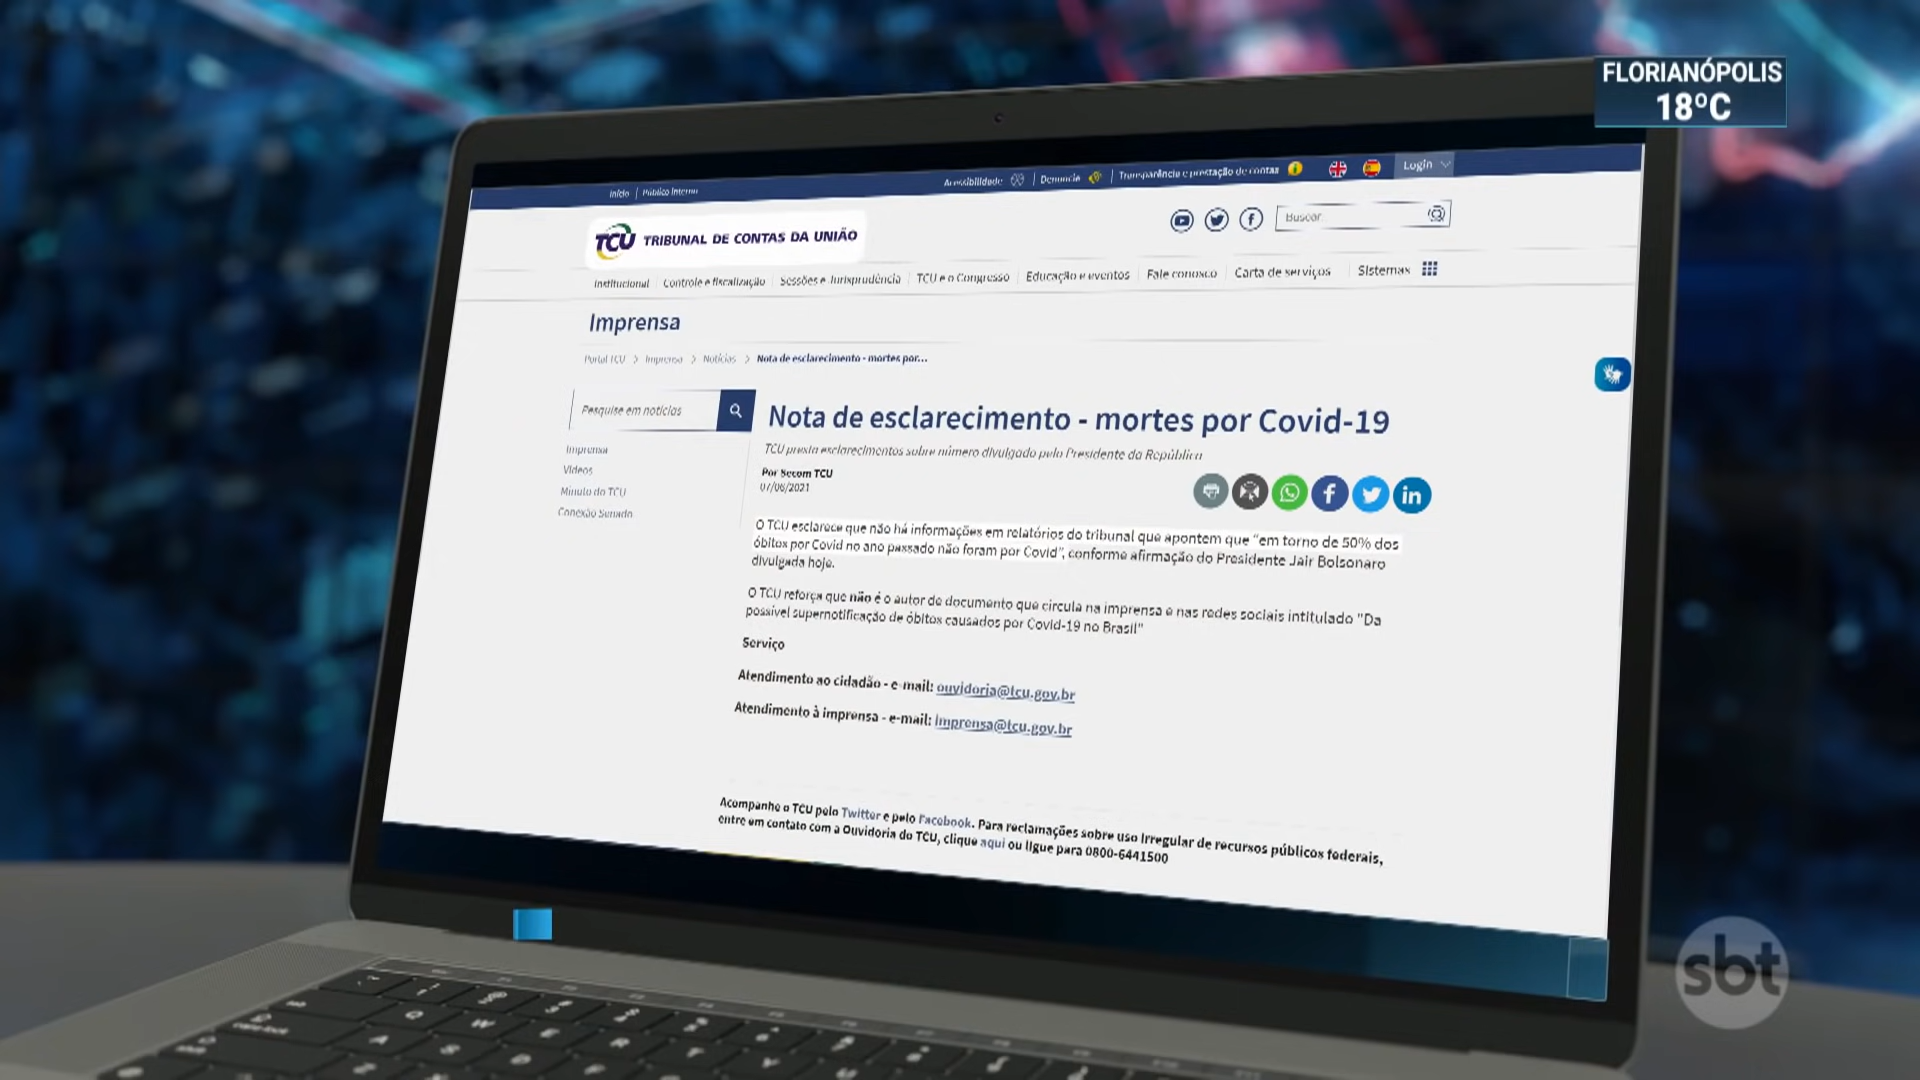 FLORIANÓPOLIS
18ºC
Início | Público Interno
Acessibilidade | Denuncie | Transparência e prestação de contas Login
TCU TRIBUNAL DE CONTAS DA UNIÃO
Buscar
Institucional Controle e fiscalização Sessões e Jurisprudência TCU e o Congresso Educação e eventos Fale conosco Carta de serviços Sistemas
Imprensa
Portal TCU > Imprensa > Notícias > Nota de esclarecimento - mortes por...
Pesquise em notícias
Imprensa
Vídeos
Minuto do TCU
Conexão Senado
Nota de esclarecimento - mortes por Covid-19
TCU presta esclarecimentos sobre número divulgado pelo Presidente da República
Por Secom TCU
07/06/2021
O TCU esclarece que não há informações em relatórios do tribunal que apontem que "em torno de 50% dos
óbitos por Covid no ano passado não foram por Covid", conforme afirmação do Presidente Jair Bolsonaro
divulgada hoje.
O TCU reforça que não é o autor de documento que circula na imprensa e nas redes sociais intitulado "Da
possível supernotificação de óbitos causados por Covid-19 no Brasil"
Serviço
Atendimento ao cidadão - e-mail: ouvidoria@tcu.gov.br
Atendimento à imprensa - e-mail: imprensa@tcu.gov.br
Acompanhe o TCU pelo Twitter e pelo Facebook. Para reclamações sobre uso irregular de recursos públicos federais,
entre em contato com a Ouvidoria do TCU, clique aqui ou ligue para 0800-6441500
sbt